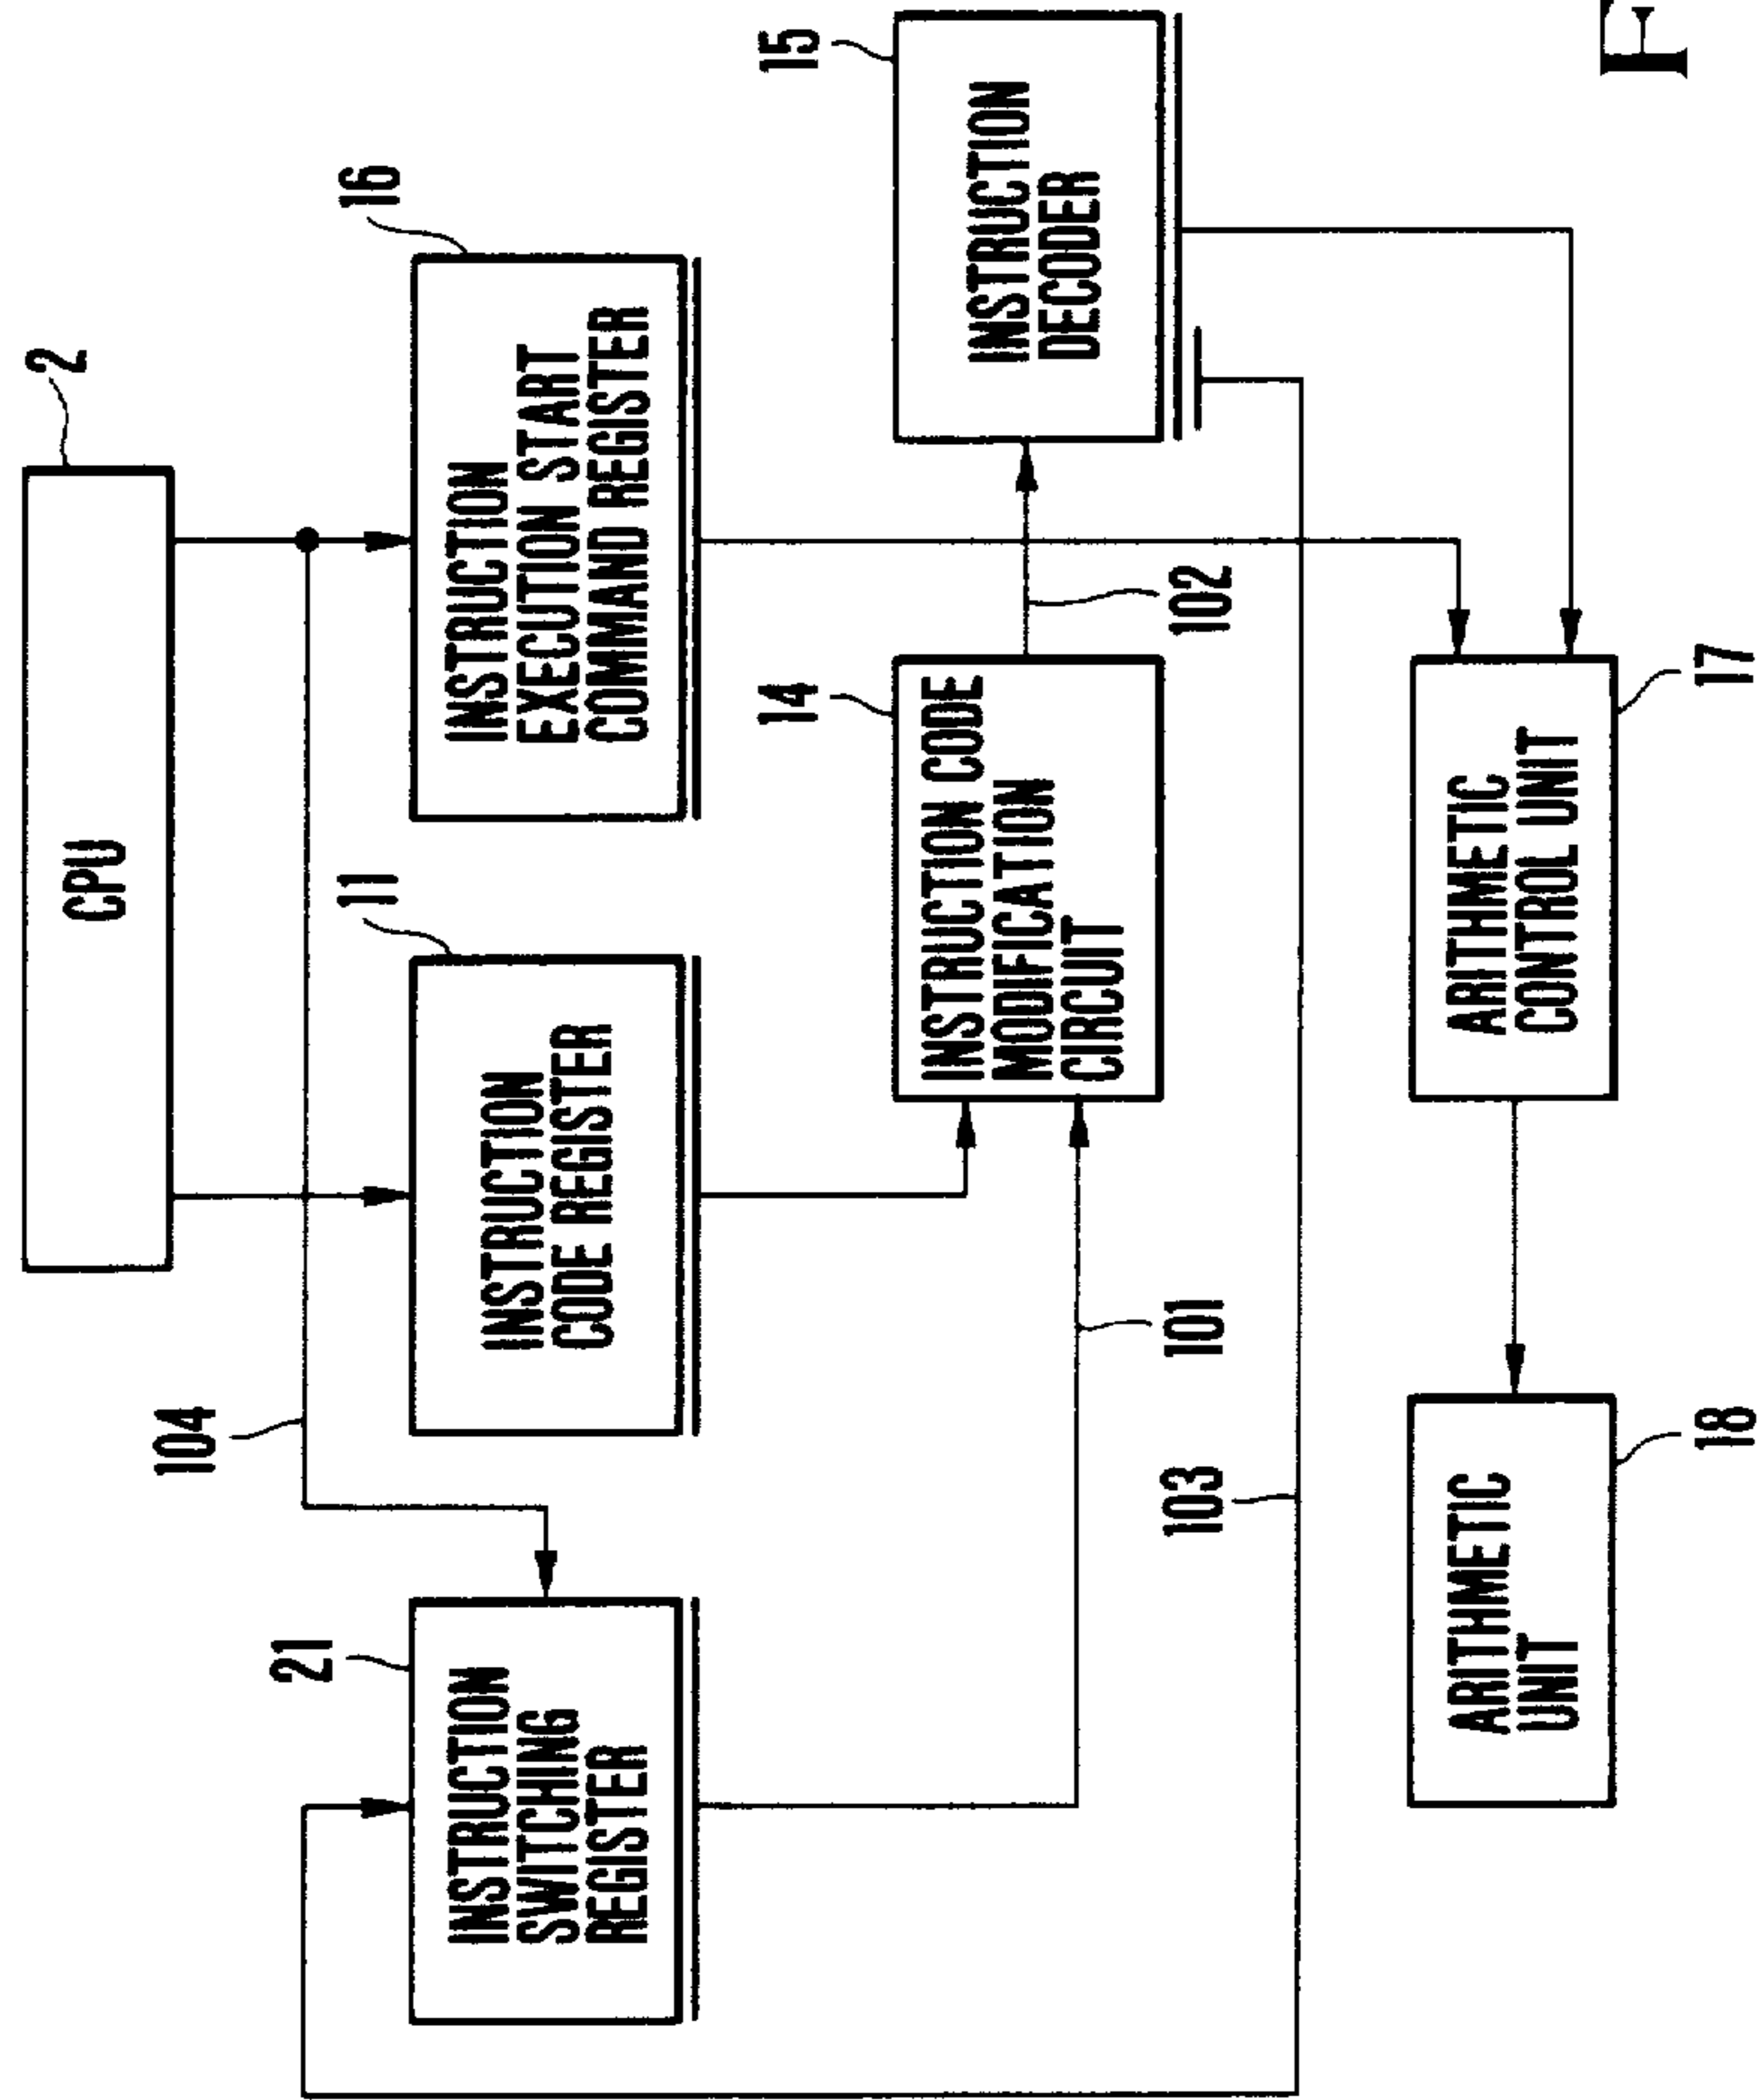 2
CPU
104
21
INSTRUCTION
SWITCHING
REGISTER
11
INSTRUCTION
CODE REGISTER
16
INSTRUCTION
EXECUTION START
COMMAND REGISTER
101
14
INSTRUCTION CODE
MODIFICATION
CIRCUIT
102
15
INSTRUCTION
DECODER
103
18
ARITHMETIC
UNIT
17
ARITHMETIC
CONTROL UNIT
F